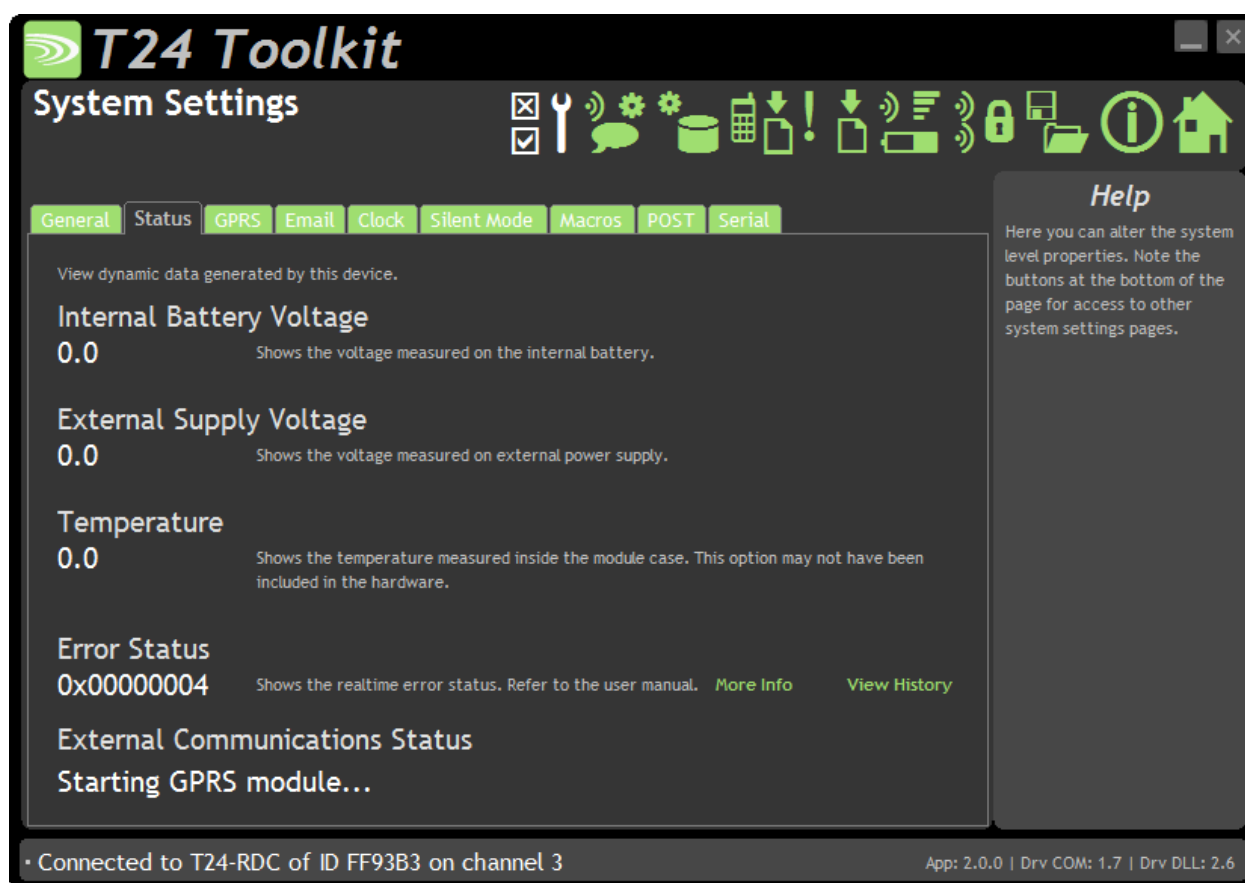 T24 Toolkit
System Settings
General Status GPRS Email Clock Silent Mode Macros POST Serial
View dynamic data generated by this device.
Internal Battery Voltage
0.0 Shows the voltage measured on the internal battery.
External Supply Voltage
0.0 Shows the voltage measured on external power supply.
Temperature
0.0 Shows the temperature measured inside the module case. This option may not have been
included in the hardware.
Error Status
0x00000004 Shows the realtime error status. Refer to the user manual. More Info View History
External Communications Status
Starting GPRS module...
Help
Here you can alter the system
level properties. Note the
buttons at the bottom of the
page for access to other
system settings pages.
Connected to T24-RDC of ID FF93B3 on channel 3
App: 2.0.0 | Drv COM: 1.7 | Drv DLL: 2.6